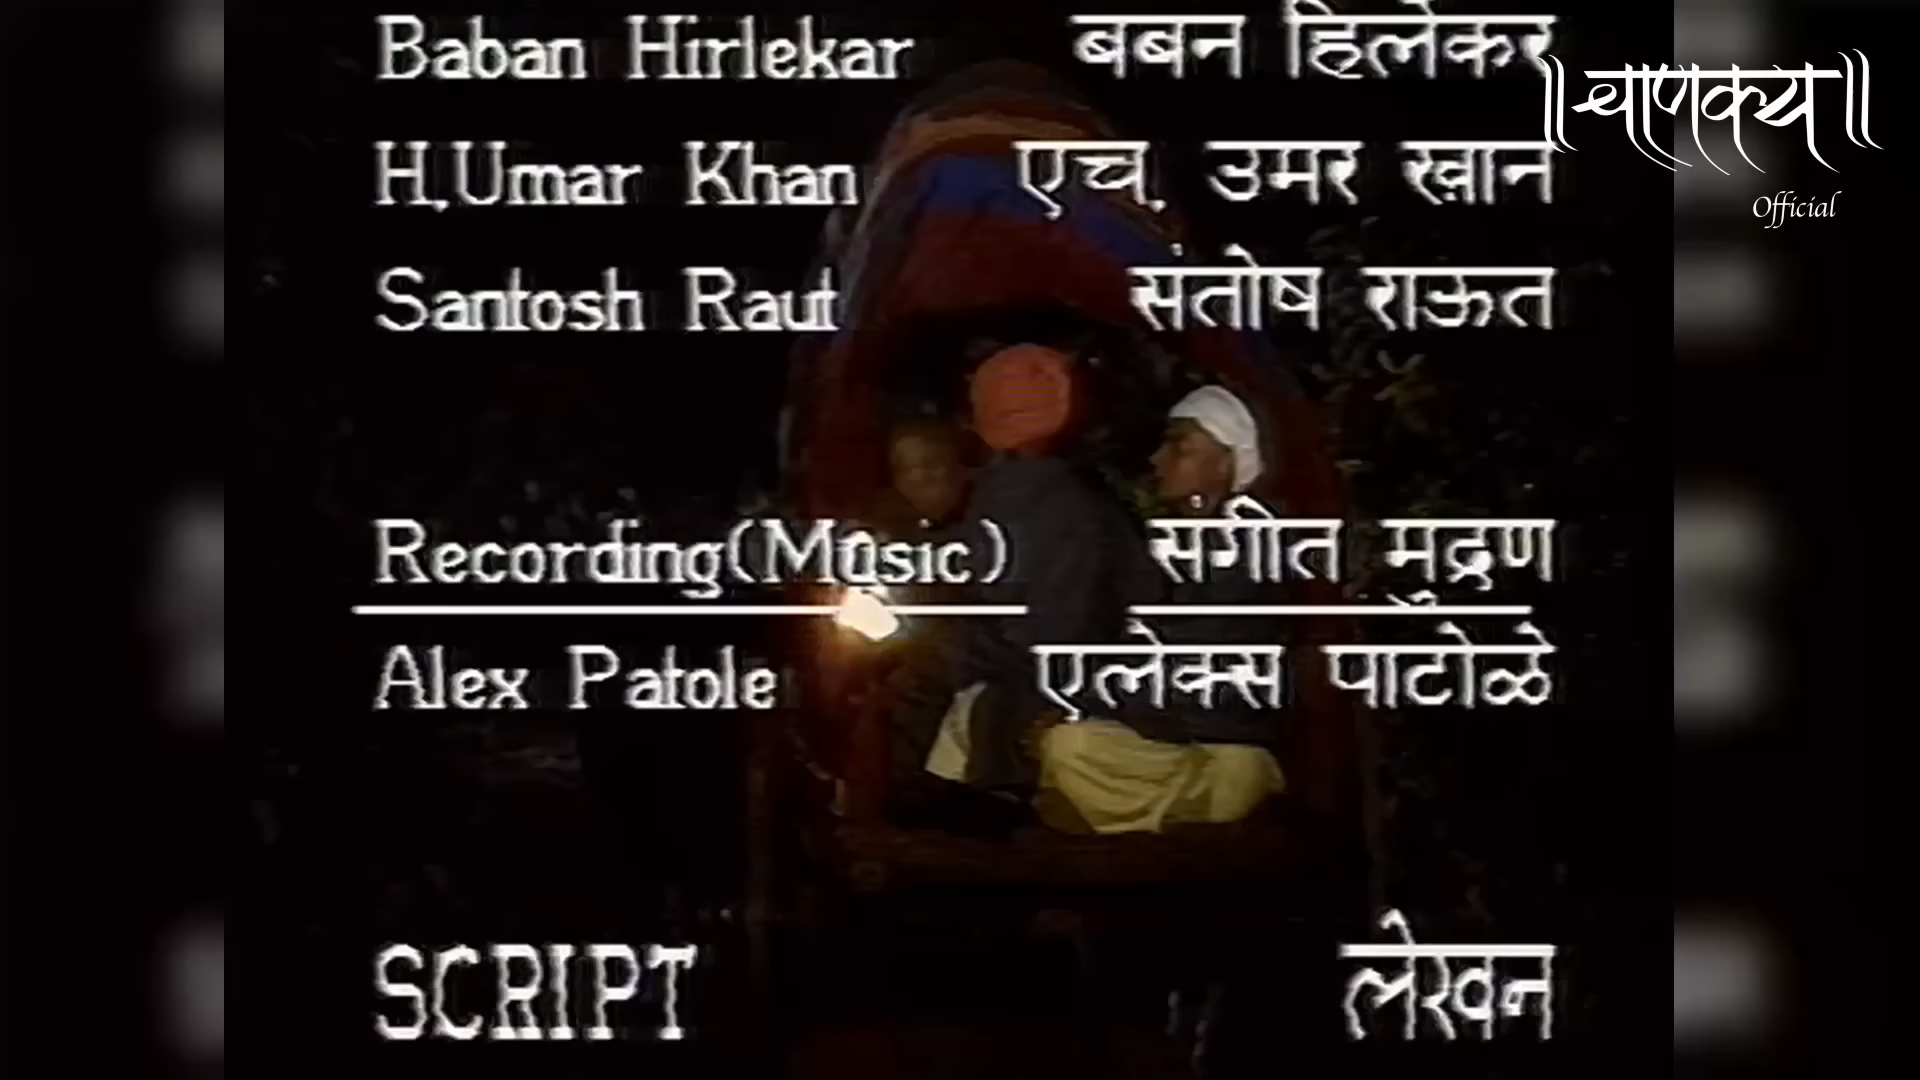 Baban Hirlekar बबन हिर्लेकर
॥चाणक्य॥
H.Umar Khan एच. उमर ख़ान
Official
Santosh Raut संतोष राऊत
Recording(Music) संगीत मुद्रण
Alex Patole एलेक्स पाटोळे
SCRIPT लेखन